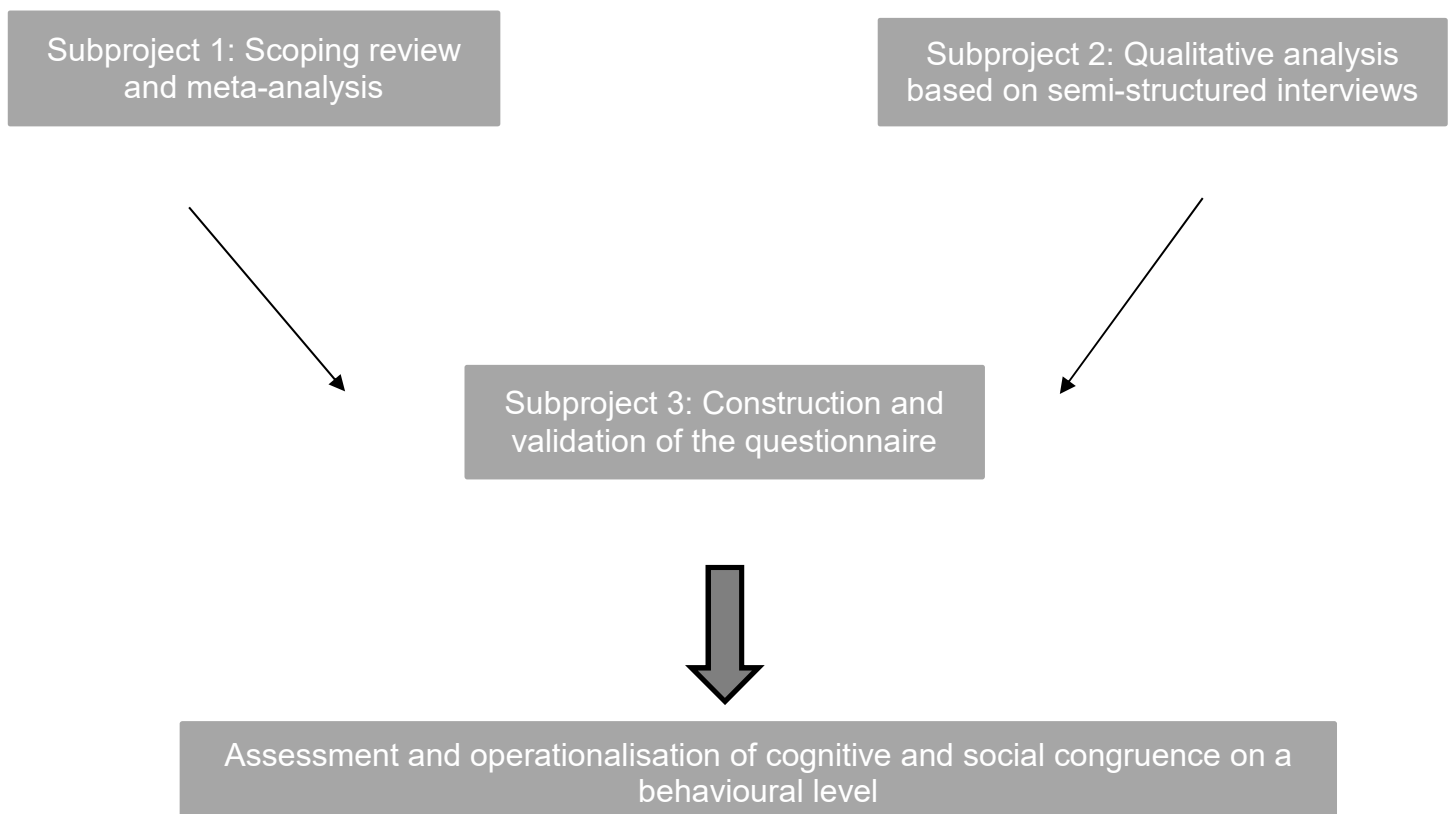 Subproject 1: Scoping review
and meta-analysis
Subproject 2: Qualitative analysis
based on semi-structured interviews
Subproject 3: Construction and
validation of the questionnaire
Assessment and operationalisation of cognitive and social congruence on a
behavioural level